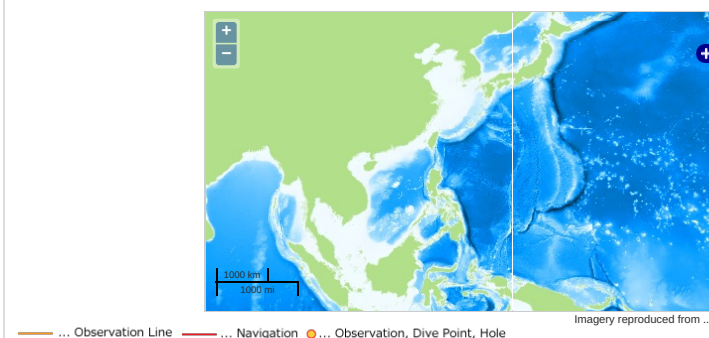 +
−
1000 km
1000 mi
Imagery reproduced from ..
... Observation Line ... Navigation ... Observation, Dive Point, Hole